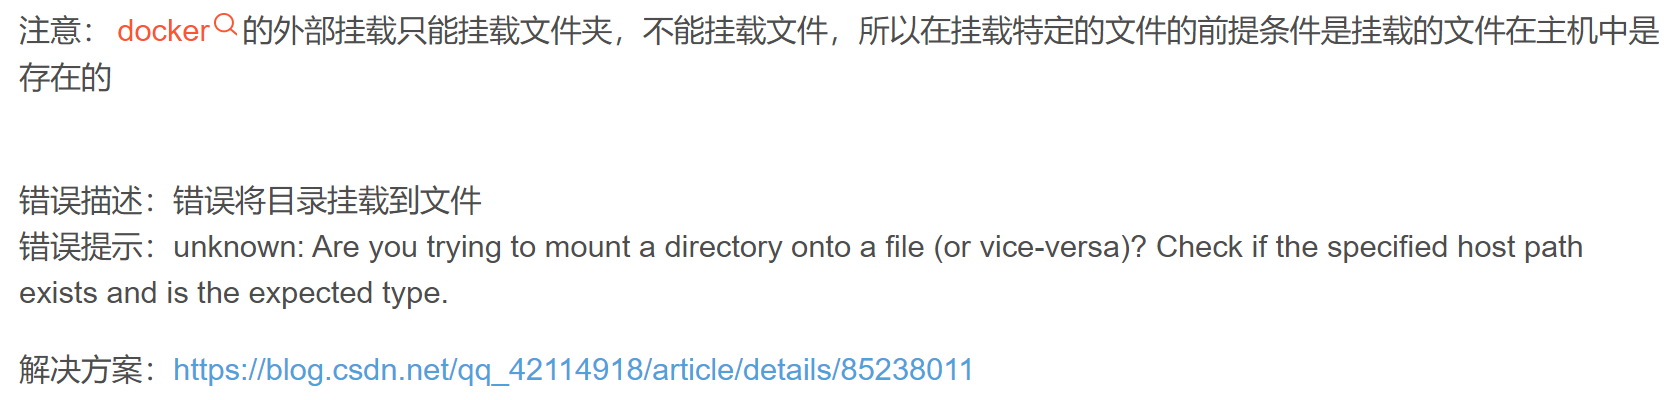 注意：docker的外部挂载只能挂载文件夹，不能挂载文件，所以在挂载特定的文件的前提条件是挂载的文件在主机中是
存在的
错误描述：错误将目录挂载到文件
错误提示：unknown: Are you trying to mount a directory onto a file (or vice-versa)? Check if the specified host path
exists and is the expected type.
解决方案：https://blog.csdn.net/qq_42114918/article/details/85238011